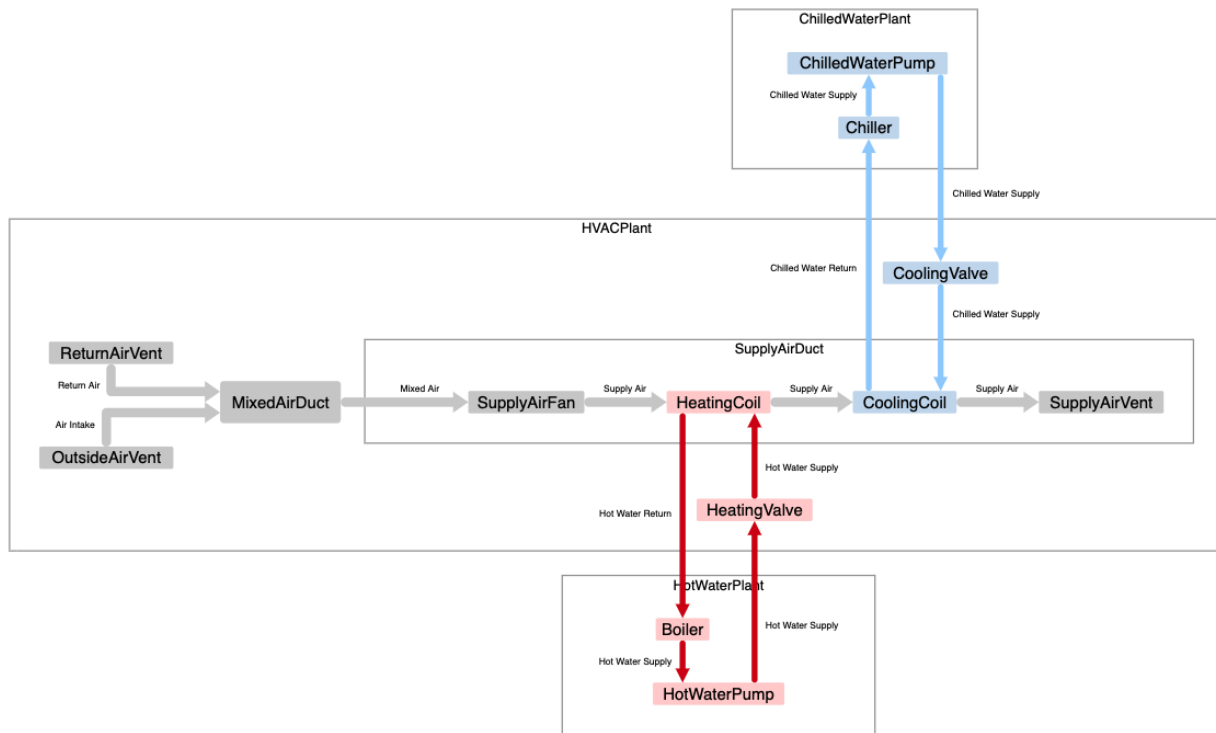 ChilledWaterPlant
ChilledWaterPump
Chilled Water Supply
Chiller
Chilled Water Supply
HVACPlant
Chilled Water Return
CoolingValve
Chilled Water Supply
ReturnAirVent
SupplyAirDuct
Return Air
Mixed Air
Supply Air
Supply Air
Supply Air
MixedAirDuct
SupplyAirFan
HeatingCoil
CoolingCoil
SupplyAirVent
Air Intake
OutsideAirVent
Hot Water Supply
Hot Water Return
HeatingValve
HotWaterPlant
Boiler
Hot Water Supply
Hot Water Supply
HotWaterPump